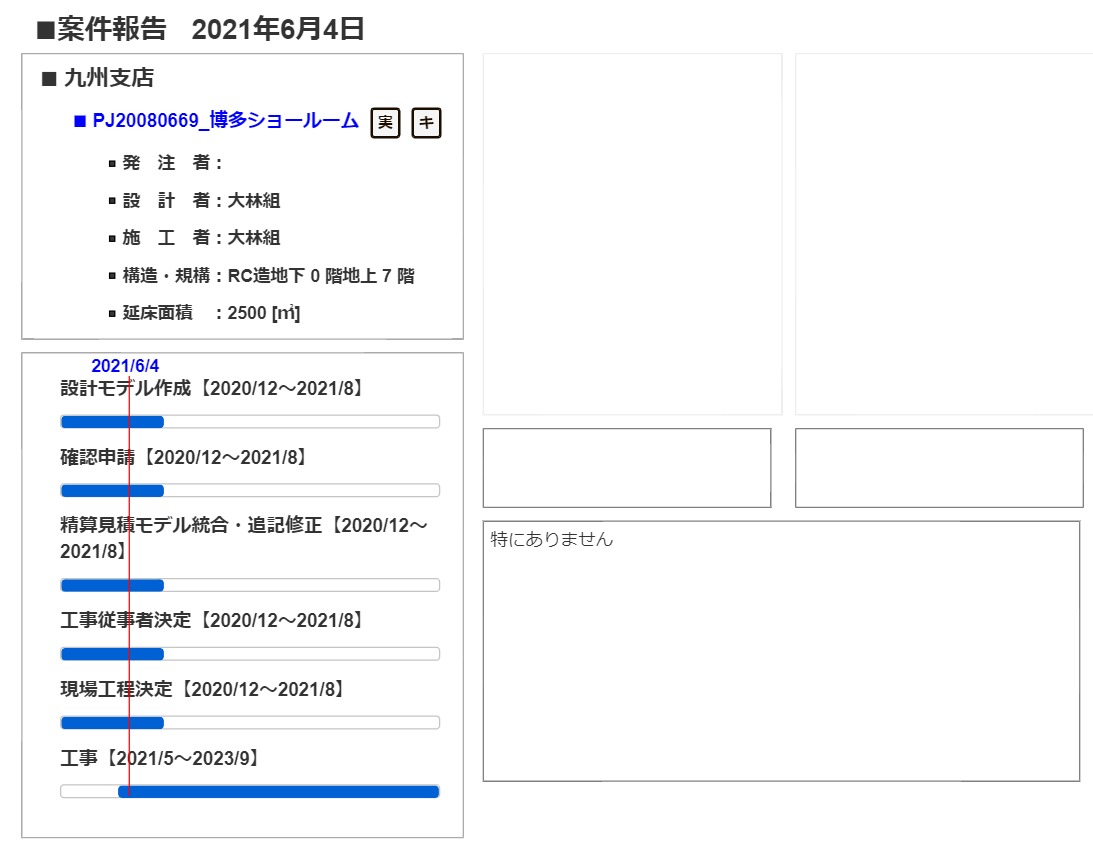 ■案件報告 2021年6月4日
■ 九州支店
■ PJ20080669_博多ショールーム 実 キ
▪ 発 注 者：
▪ 設 計 者：大林組
▪ 施 工 者：大林組
▪ 構造・規構：RC造地下 0 階地上 7 階
▪ 延床面積 ：2500 [㎡]
2021/6/4
設計モデル作成【2020/12～2021/8】
確認申請【2020/12～2021/8】
精算見積モデル統合・追記修正【2020/12～
2021/8】
工事従事者決定【2020/12～2021/8】
現場工程決定【2020/12～2021/8】
工事【2021/5～2023/9】
特にありません